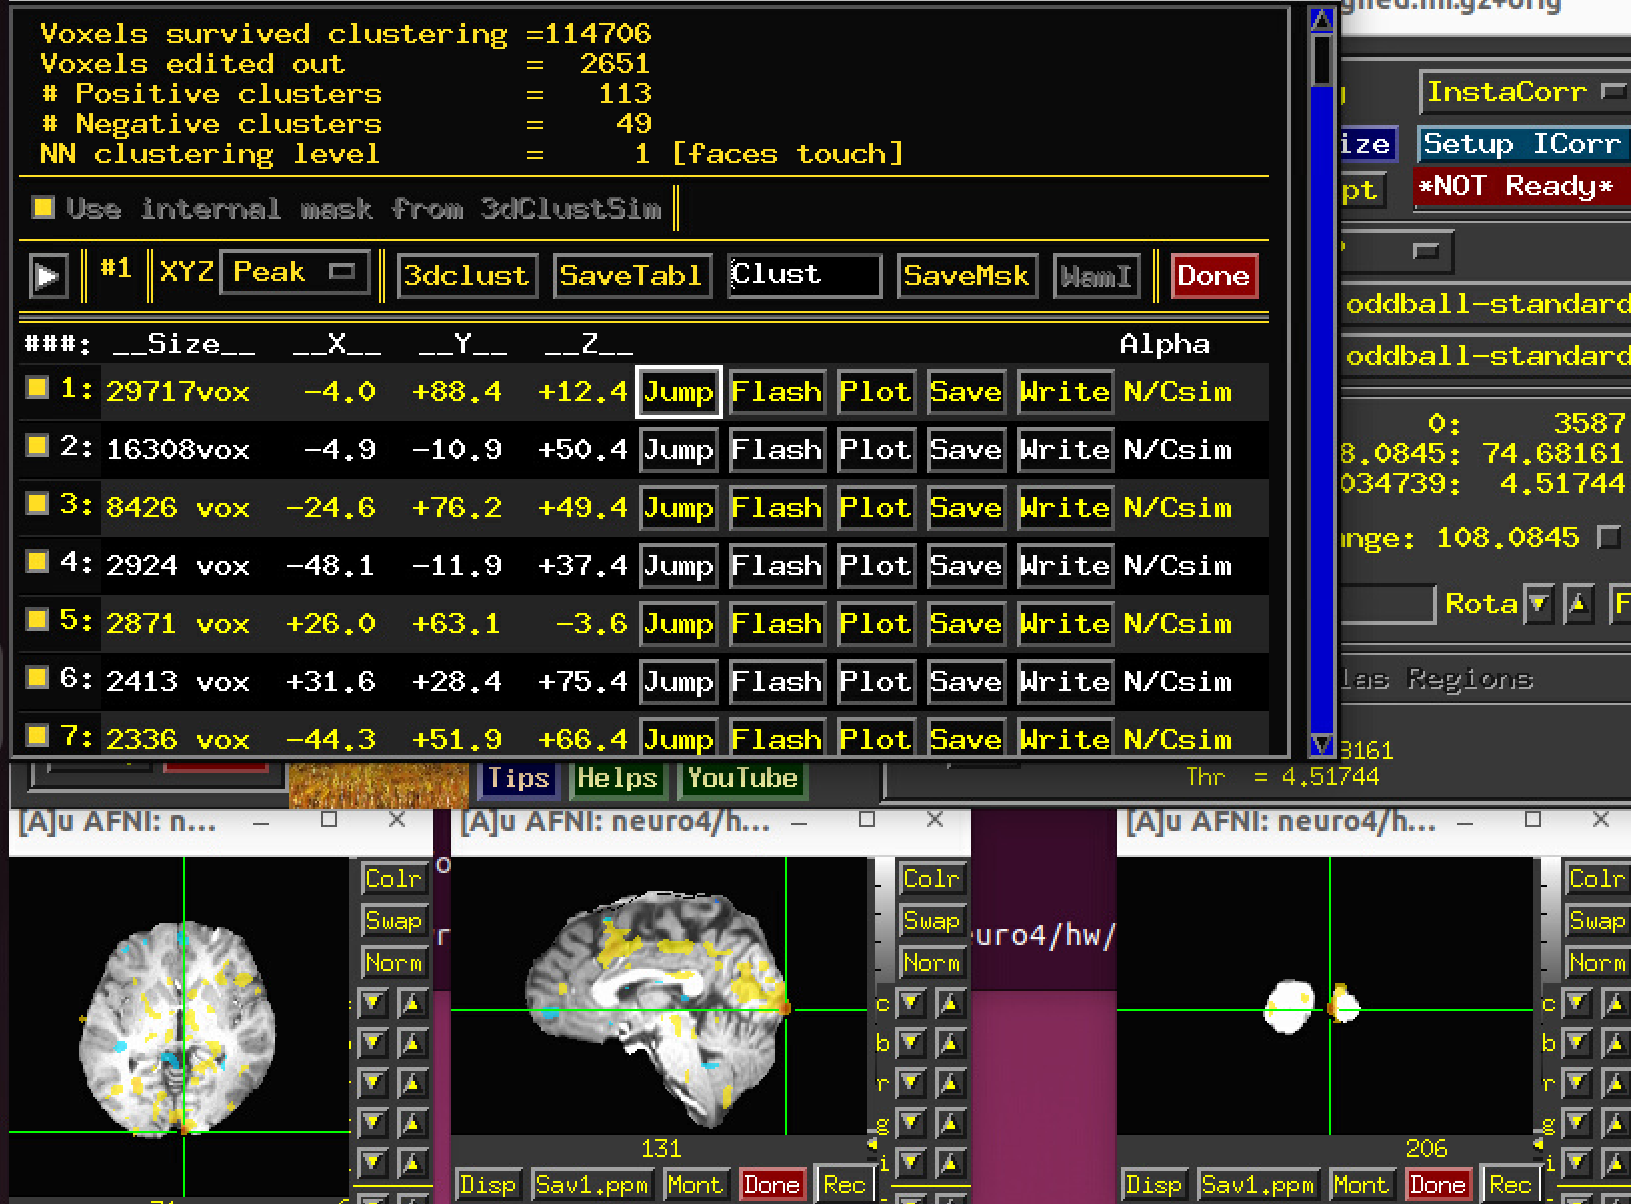 Voxels survived clustering =114706
Voxels edited out = 2651
# Positive clusters = 113
# Negative clusters = 49
NN clustering level = 1 [faces touch]
InstaCorr
ize Setup ICorr
pt *NOT Ready*
Use internal mask from 3dClustSim
#1 XYZ Peak 3dclust SaveTabl Clust SaveMsk WamI Done
oddball-standard
oddball-standard
###: __Size__ __X__ __Y__ __Z__ Alpha
1: 29717vox -4.0 +88.4 +12.4 Jump Flash Plot Save Write N/Csim
2: 16308vox -4.9 -10.9 +50.4 Jump Flash Plot Save Write N/Csim
3: 8426 vox -24.6 +76.2 +49.4 Jump Flash Plot Save Write N/Csim
4: 2924 vox -48.1 -11.9 +37.4 Jump Flash Plot Save Write N/Csim
5: 2871 vox +26.0 +63.1 -3.6 Jump Flash Plot Save Write N/Csim
6: 2413 vox +31.6 +28.4 +75.4 Jump Flash Plot Save Write N/Csim
7: 2336 vox -44.3 +51.9 +66.4 Jump Flash Plot Save Write N/Csim
0: 3587
8.0845: 74.68161
034739: 4.51744
nge: 108.0845
Rota
las Regions
3161
Thr = 4.51744
Tips Helps YouTube
[A]u AFNI: n... [A]u AFNI: neuro4/h... [A]u AFNI: neuro4/h...
Colr Colr Colr
Swap Swap Swap
euro4/hw/
Norm Norm Norm
c c
b b
r r
g g
i i
131 206
Disp Sav1.ppm Mont Done Rec Disp Sav1.ppm Mont Done Rec